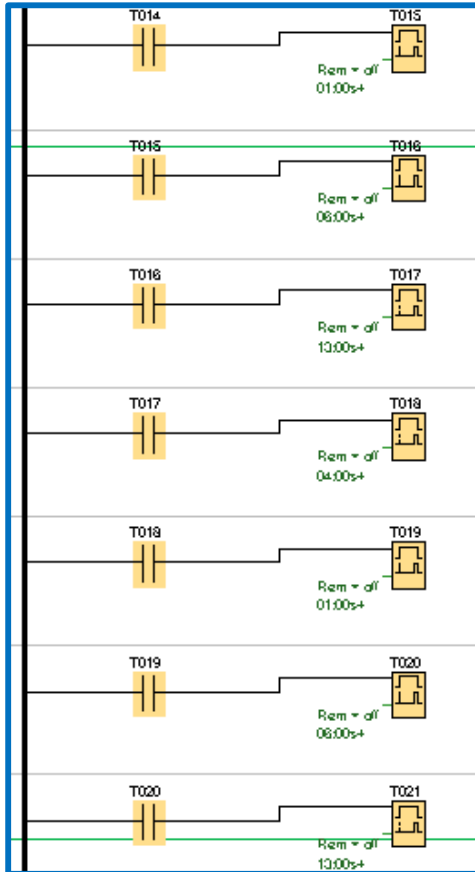 T014 T015
Rem = off
01:00s+
T015 T016
Rem = off
06:00s+
T016 T017
Rem = off
13:00s+
T017 T018
Rem = off
04:00s+
T018 T019
Rem = off
01:00s+
T019 T020
Rem = off
06:00s+
T020 T021
Rem = off
13:00s+